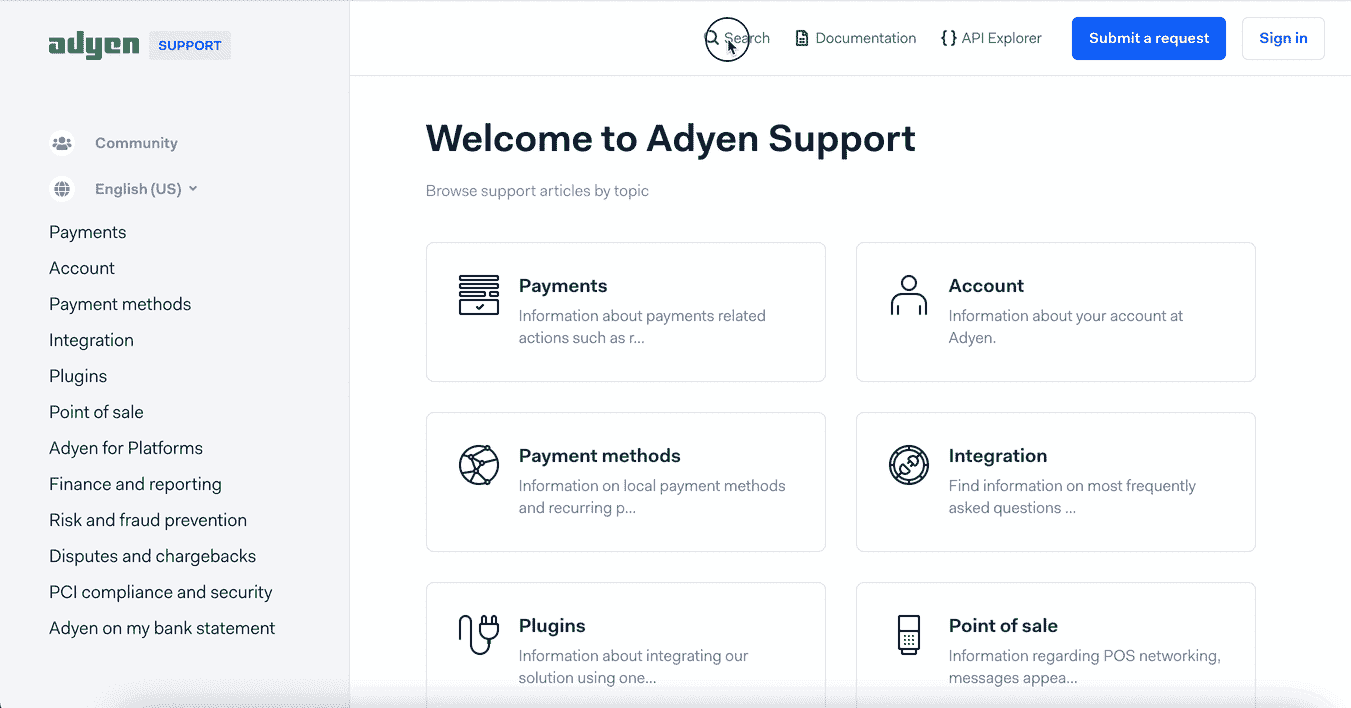 adyen SUPPORT
Search Documentation {} API Explorer Submit a request Sign in
Community
English (US)
Payments
Account
Payment methods
Integration
Plugins
Point of sale
Adyen for Platforms
Finance and reporting
Risk and fraud prevention
Disputes and chargebacks
PCI compliance and security
Adyen on my bank statement
Welcome to Adyen Support
Browse support articles by topic
Payments
Information about payments related
actions such as r...
Account
Information about your account at
Adyen.
Payment methods
Information on local payment methods
and recurring p...
Integration
Find information on most frequently
asked questions ...
Plugins
Information about integrating our
solution using one...
Point of sale
Information regarding POS networking,
messages appea...